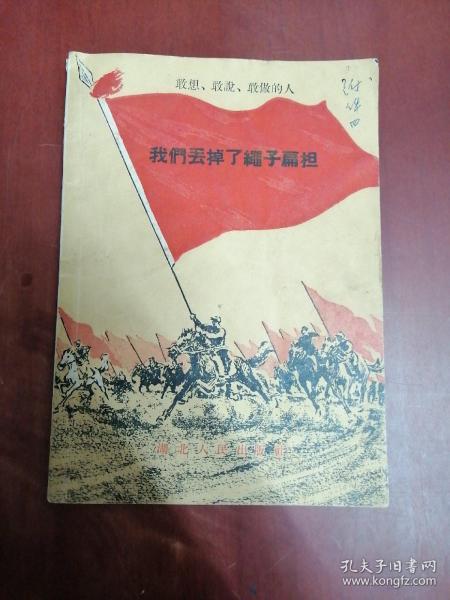 敢想、敢說、敢做的人
我們丢掉了繩子扁担
湖北人民出版社
孔夫子旧书网
www.kongfz.com